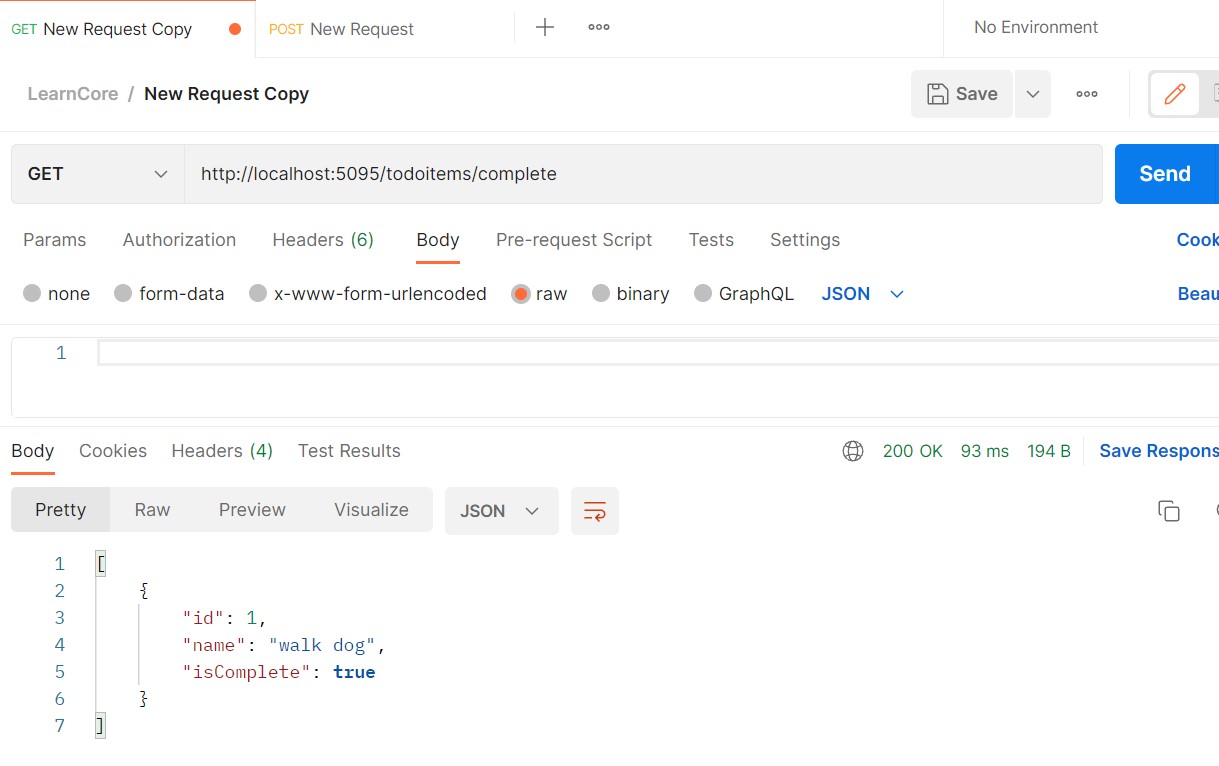 GET New Request Copy POST New Request No Environment
LearnCore / New Request Copy Save
GET http://localhost:5095/todoitems/complete Send
Params Authorization Headers (6) Body Pre-request Script Tests Settings Cook
none form-data x-www-form-urlencoded raw binary GraphQL JSON Beau
1
Body Cookies Headers (4) Test Results 200 OK 93 ms 194 B Save Respons
Pretty Raw Preview Visualize JSON
1 [
2 {
3 "id": 1,
4 "name": "walk dog",
5 "isComplete": true
6 }
7 ]